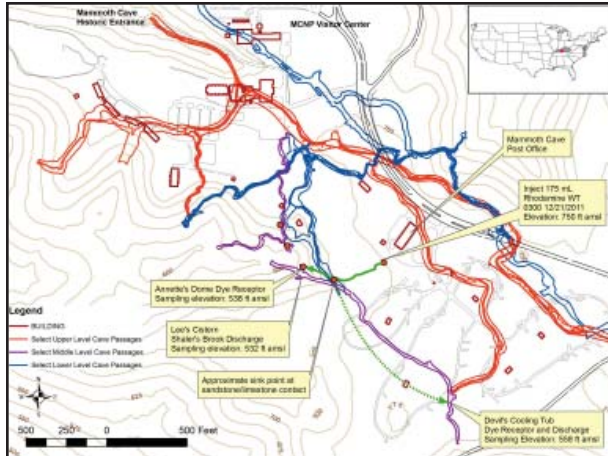 Mammoth Cave
Historic Entrance
MCNP Visitor Center
Mammoth Cave
Post Office
Inject 175 mL
Rhodamine WT
0300 12/21/2011
Elevation: 750 ft amsl
Annette's Dome Dye Receptor
Sampling elevation: 538 ft amsl
Lee's Cistern
Shaler's Brook Discharge
Sampling elevation: 532 ft amsl
Approximate sink point at
sandstone/limestone contact
Devil's Cooling Tub
Dye Receptor and Discharge
Sampling Elevation: 558 ft amsl
Legend
BUILDING
Select Upper Level Cave Passages
Select Middle Level Cave Passages
Select Lower Level Cave Passages
500 250 0 500 Feet